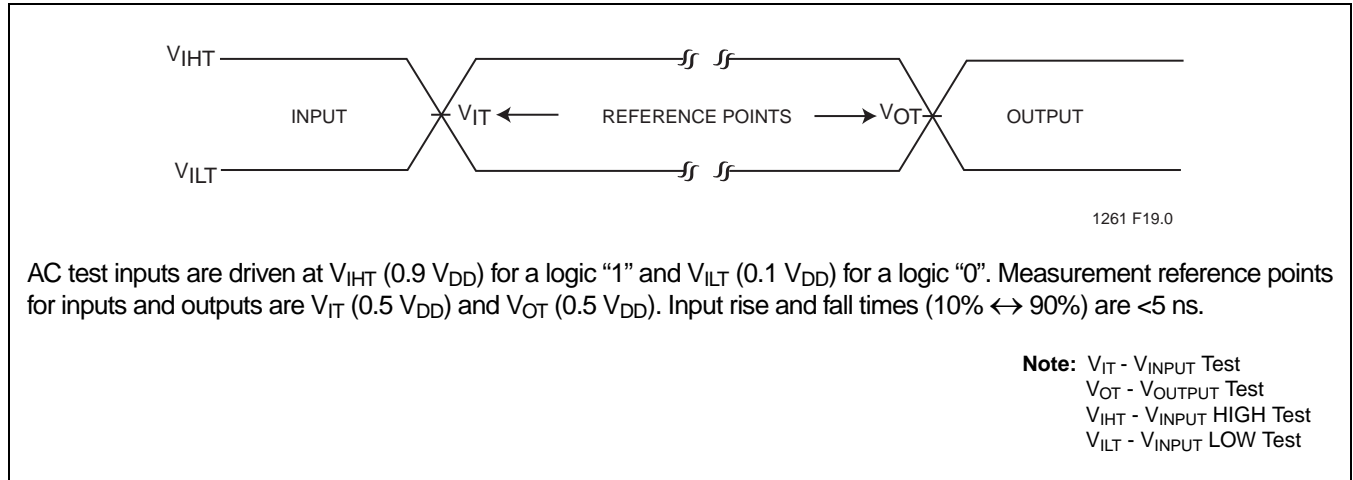 VIHT
INPUT VIT REFERENCE POINTS VOT OUTPUT
VILT
1261 F19.0
AC test inputs are driven at VIHT (0.9 VDD) for a logic “1” and VILT (0.1 VDD) for a logic “0”. Measurement reference points
for inputs and outputs are VIT (0.5 VDD) and VOT (0.5 VDD). Input rise and fall times (10% ↔ 90%) are <5 ns.
Note: VIT - VINPUT Test
VOT - VOUTPUT Test
VIHT - VINPUT HIGH Test
VILT - VINPUT LOW Test